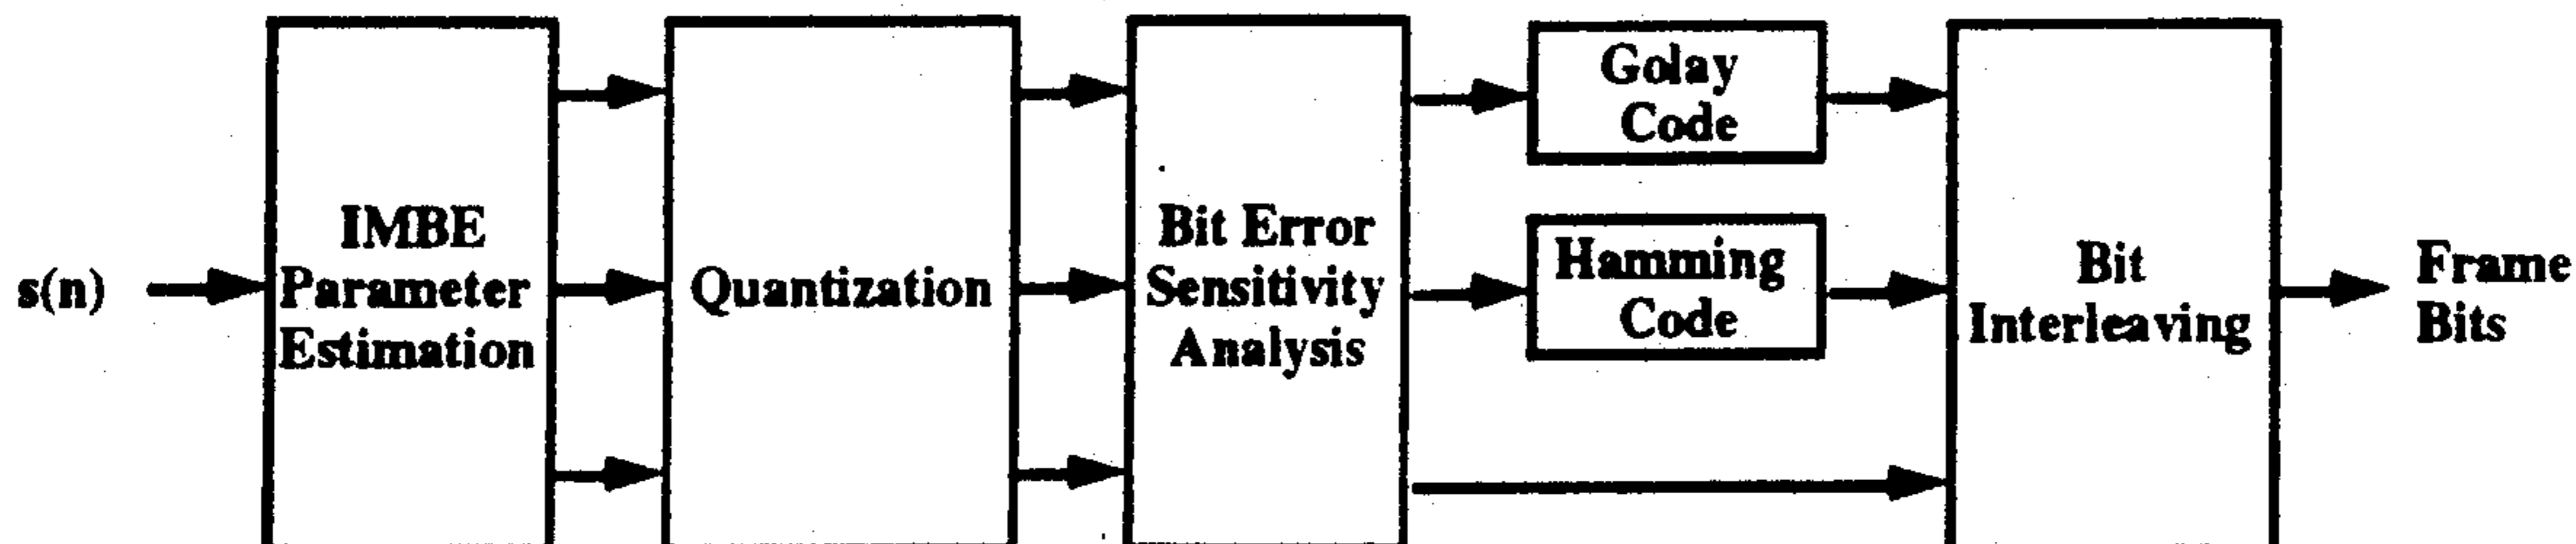 s(n)
IMBE
Parameter
Estimation
Quantization
Bit Error
Sensitivity
Analysis
Golay
Code
Hamming
Code
Bit
Interleaving
Frame
Bits